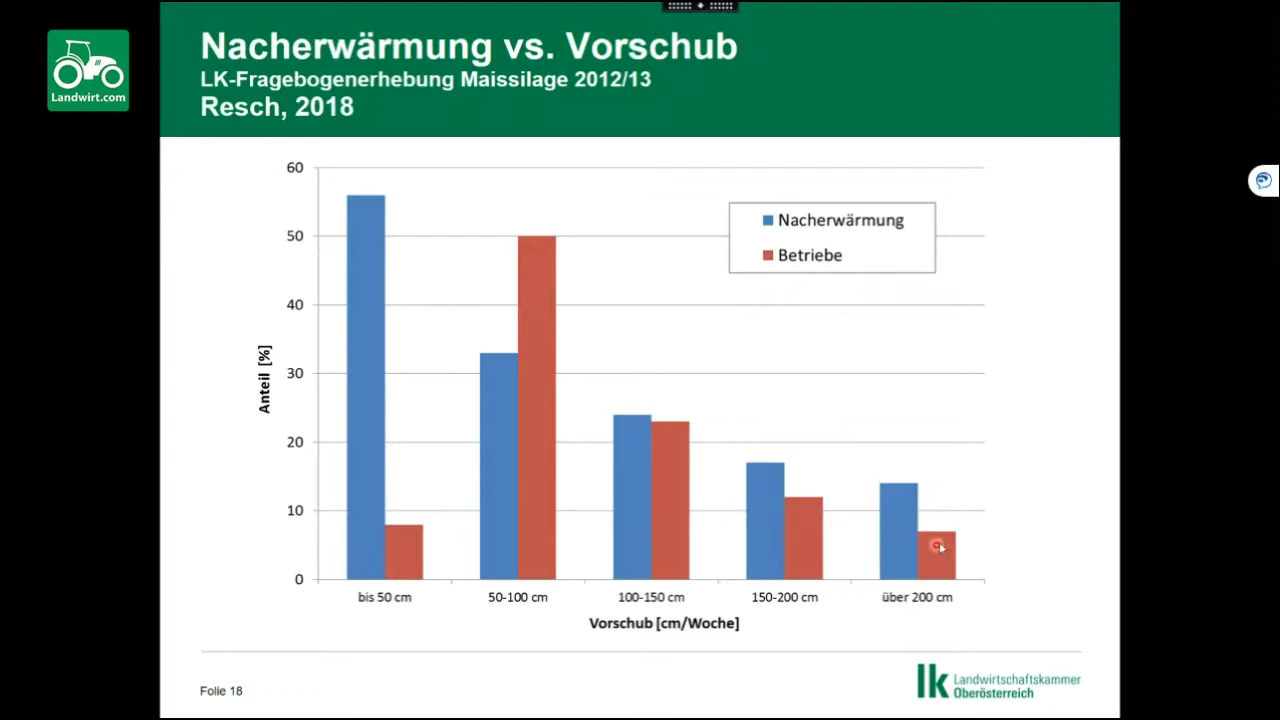 Landwirt.com
Nacherwärmung vs. Vorschub
LK-Fragebogenerhebung Maissilage 2012/13
Resch, 2018
60
50
40
30
20
10
0
Anteil [%]
Nacherwärmung
Betriebe
bis 50 cm
50-100 cm
100-150 cm
150-200 cm
über 200 cm
Vorschub [cm/Woche]
Folie 18
lk Landwirtschaftskammer
Oberösterreich